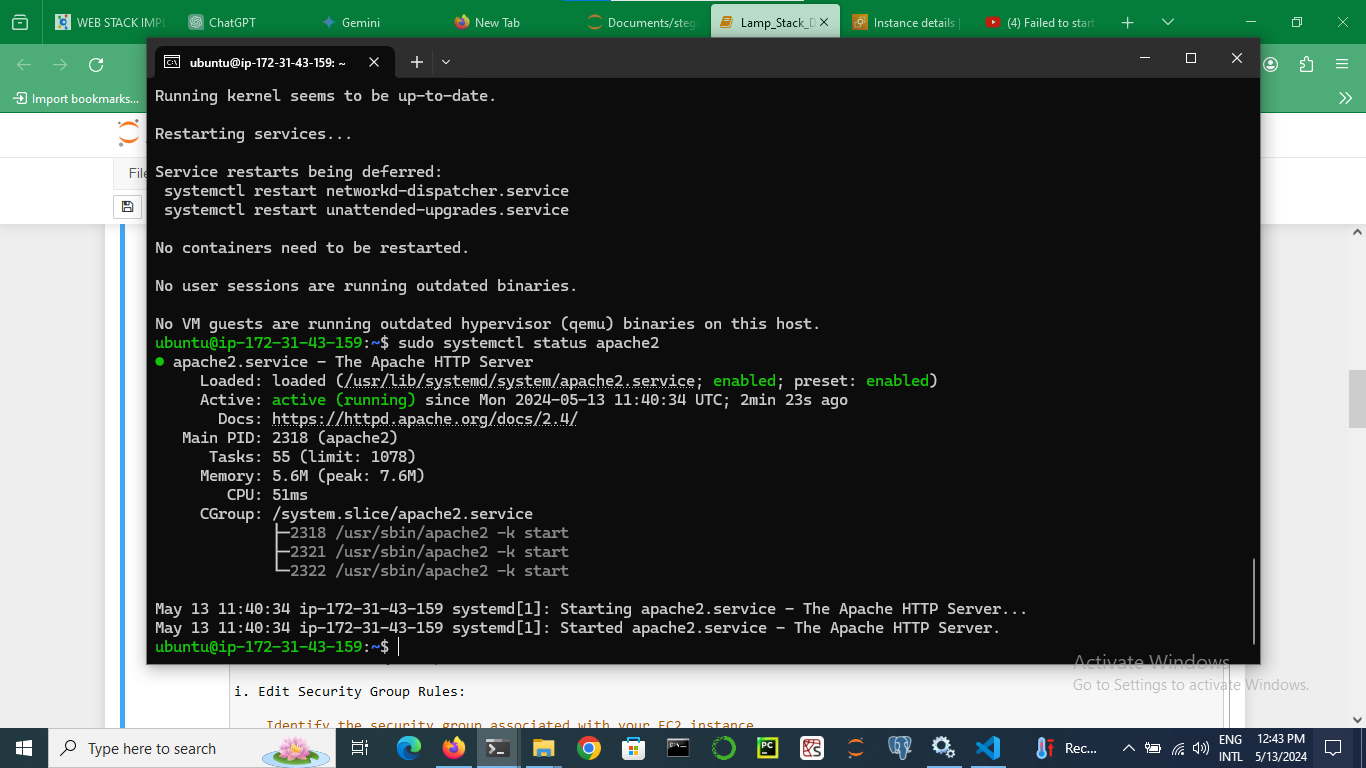 WEB STACK IMPL
ChatGPT
Gemini
New Tab
Documents/steg
Lamp_Stack_D
Instance details |
(4) Failed to start
Import bookmarks...
ubuntu@ip-172-31-43-159: ~
File
Running kernel seems to be up-to-date.
Restarting services...
Service restarts being deferred:
systemctl restart networkd-dispatcher.service
systemctl restart unattended-upgrades.service
No containers need to be restarted.
No user sessions are running outdated binaries.
No VM guests are running outdated hypervisor (qemu) binaries on this host.
ubuntu@ip-172-31-43-159:~$ sudo systemctl status apache2
● apache2.service - The Apache HTTP Server
Loaded: loaded (/usr/lib/systemd/system/apache2.service; enabled; preset: enabled)
Active: active (running) since Mon 2024-05-13 11:40:34 UTC; 2min 23s ago
Docs: https://httpd.apache.org/docs/2.4/
Main PID: 2318 (apache2)
Tasks: 55 (limit: 1078)
Memory: 5.6M (peak: 7.6M)
CPU: 51ms
CGroup: /system.slice/apache2.service
├─2318 /usr/sbin/apache2 -k start
├─2321 /usr/sbin/apache2 -k start
└─2322 /usr/sbin/apache2 -k start
May 13 11:40:34 ip-172-31-43-159 systemd[1]: Starting apache2.service - The Apache HTTP Server...
May 13 11:40:34 ip-172-31-43-159 systemd[1]: Started apache2.service - The Apache HTTP Server.
ubuntu@ip-172-31-43-159:~$
Activate Windows
Go to Settings to activate Windows.
i. Edit Security Group Rules:
Identify the security group associated with your EC2 instance
Type here to search
Rec...
ENG
INTL
12:43 PM
5/13/2024